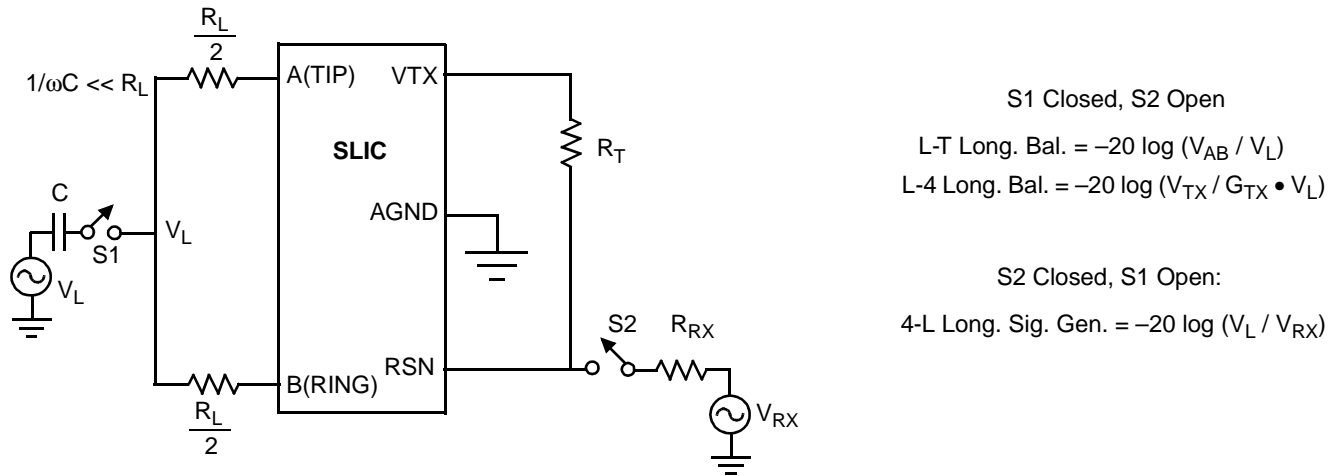 R_L
2
1/ωC << R_L
A(TIP)
VTX
SLIC
R_T
C
S1
V_L
V_L
AGND
S2
R_RX
RSN
B(RING)
R_L
2
V_RX
S1 Closed, S2 Open
L-T Long. Bal. = –20 log (V_AB / V_L)
L-4 Long. Bal. = –20 log (V_TX / G_TX • V_L)
S2 Closed, S1 Open:
4-L Long. Sig. Gen. = –20 log (V_L / V_RX)